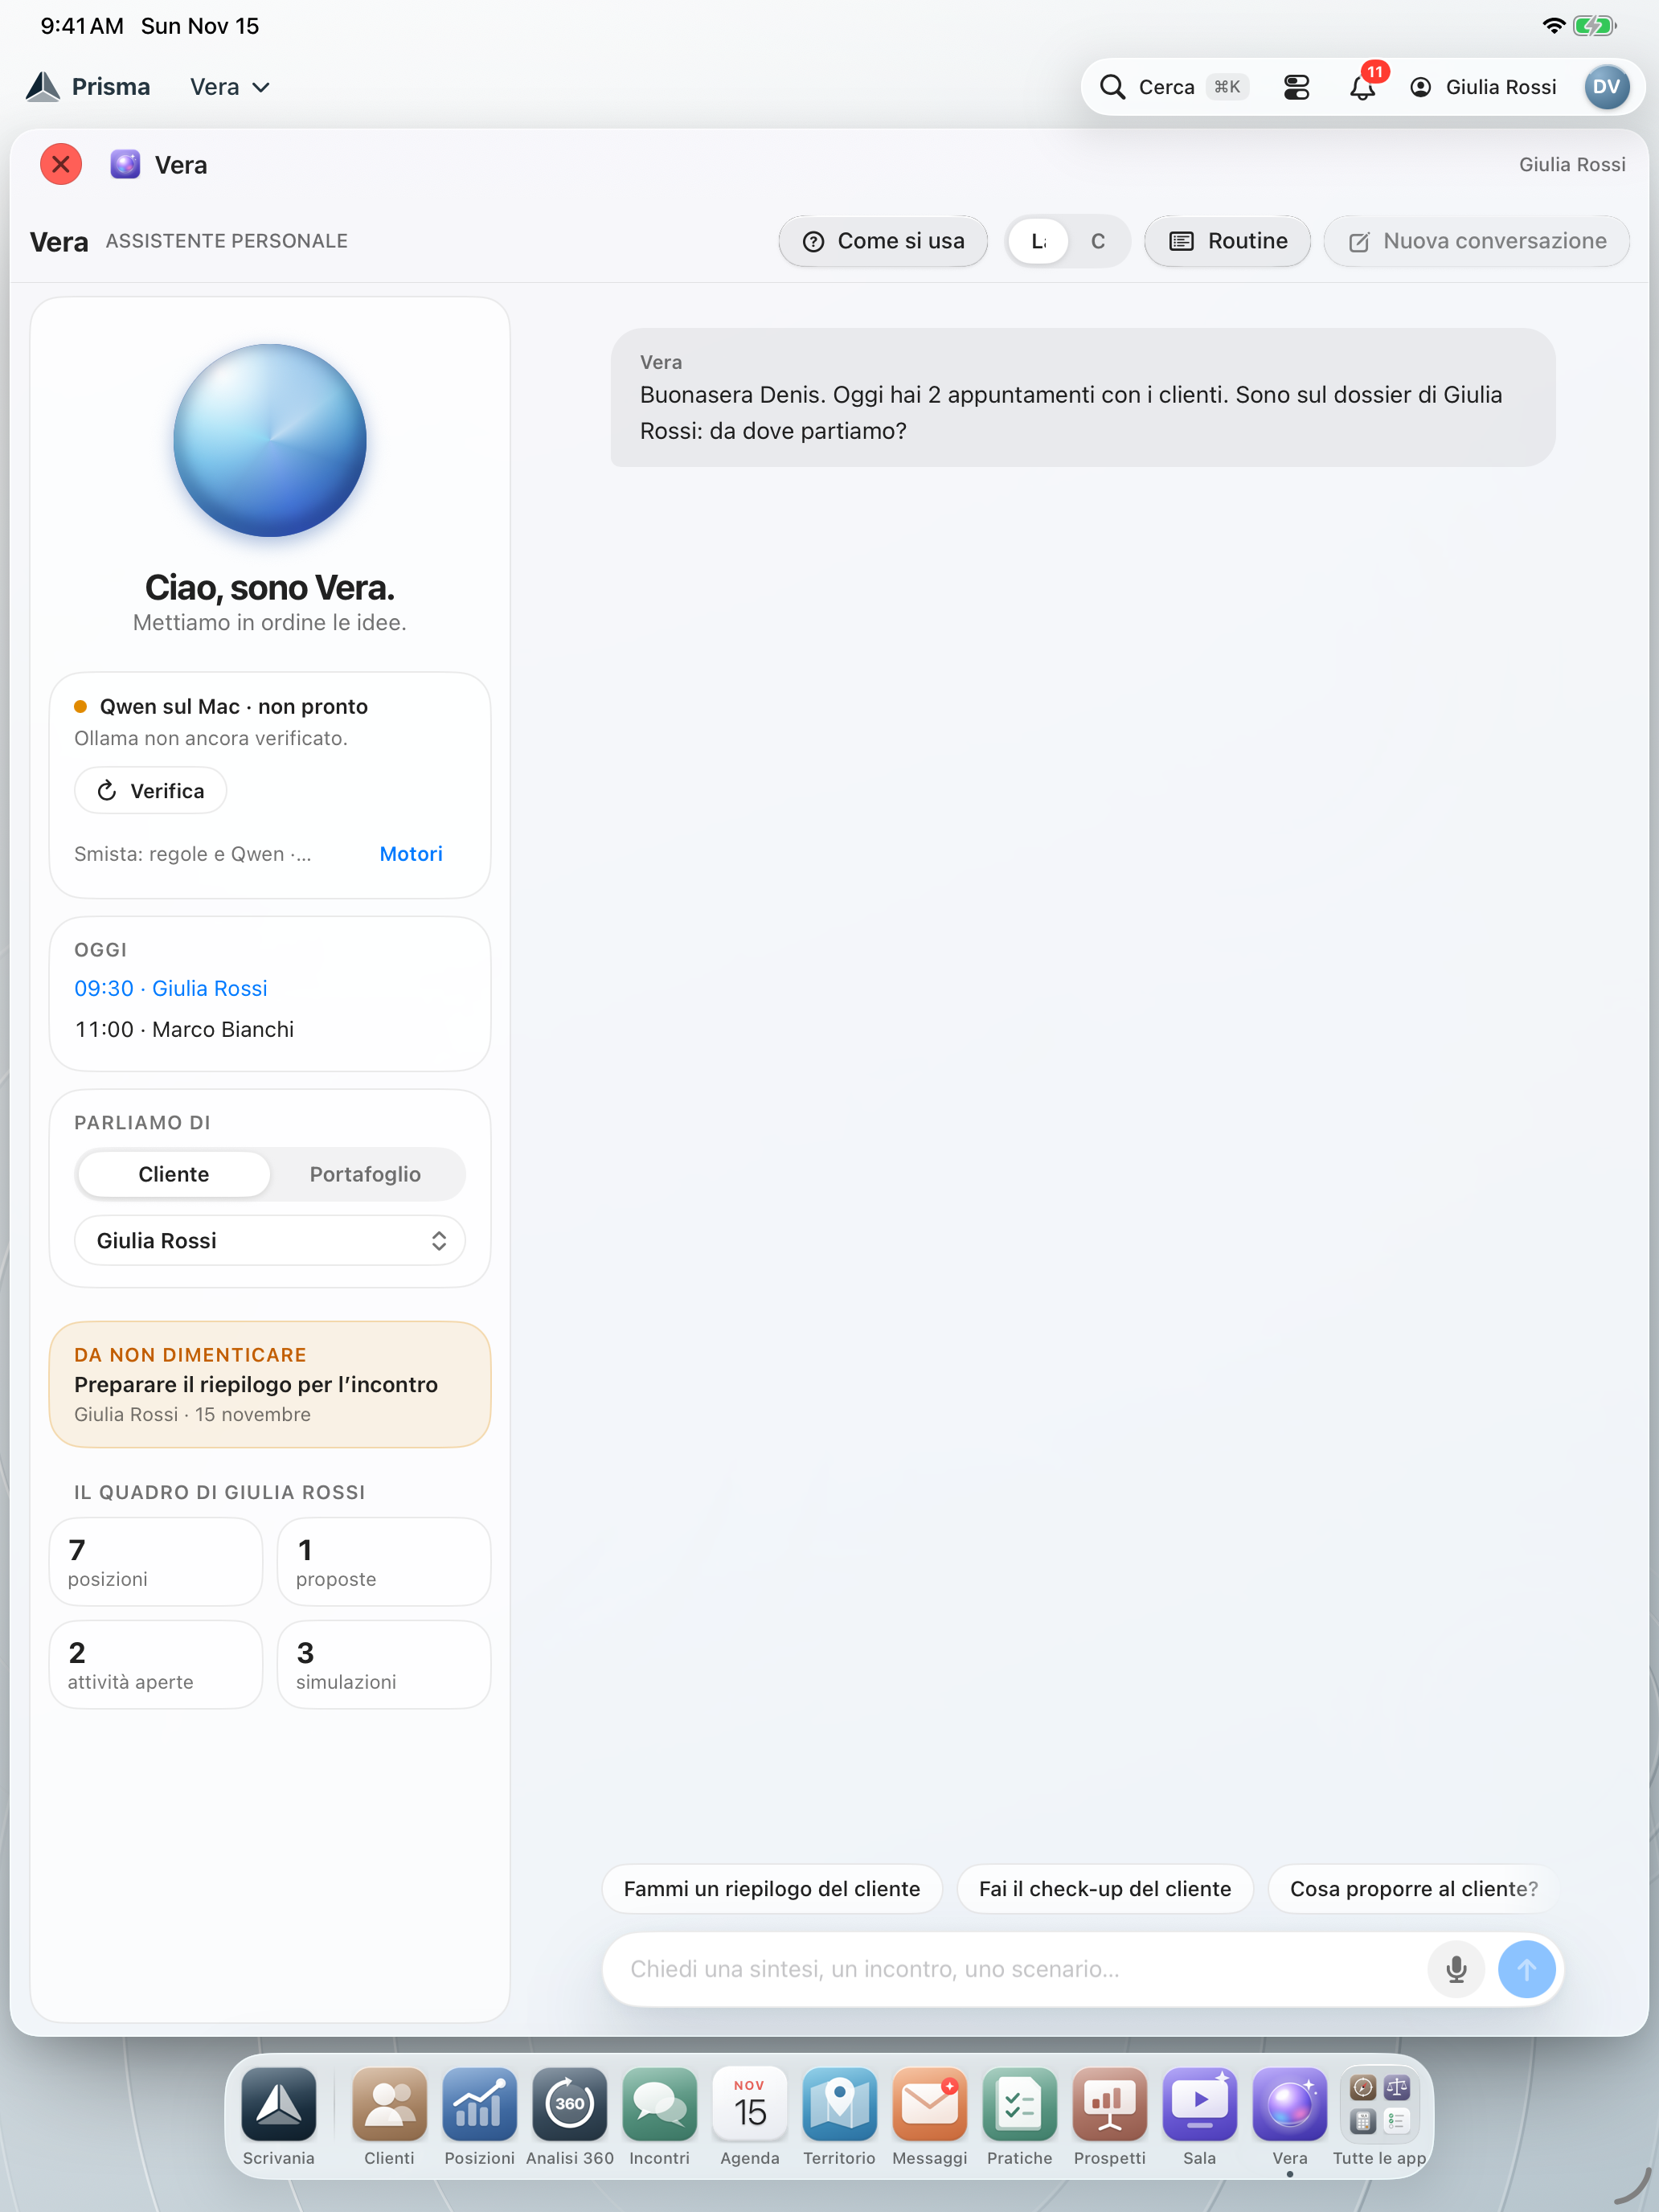 9:41 AM Sun Nov 15
Prisma Vera
Cerca ⌘K 11 Giulia Rossi DV
Vera Giulia Rossi
Vera ASSISTENTE PERSONALE
Come si usa C Routine Nuova conversazione
Vera
Buonasera Denis. Oggi hai 2 appuntamenti con i clienti. Sono sul dossier di Giulia
Rossi: da dove partiamo?
Ciao, sono Vera.
Mettiamo in ordine le idee.
Qwen sul Mac · non pronto
Ollama non ancora verificato.
Verifica
Smista: regole e Qwen ·... Motori
OGGI
09:30 · Giulia Rossi
11:00 · Marco Bianchi
PARLIAMO DI
Cliente Portafoglio
Giulia Rossi
DA NON DIMENTICARE
Preparare il riepilogo per l’incontro
Giulia Rossi · 15 novembre
IL QUADRO DI GIULIA ROSSI
7
posizioni
1
proposte
2
attività aperte
3
simulazioni
Fammi un riepilogo del cliente Fai il check-up del cliente Cosa proporre al cliente?
Chiedi una sintesi, un incontro, uno scenario...
360
NOV
15
Scrivania Clienti Posizioni Analisi 360 Incontri Agenda Territorio Messaggi Pratiche Prospetti Sala Vera Tutte le app